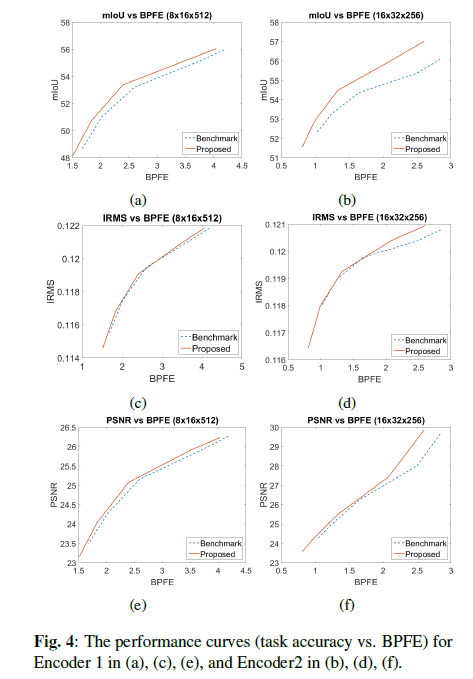 mIoU vs BPFE (8x16x512)
58
56
54
52
50
48
mIoU
1.5 2 2.5 3 3.5 4 4.5
BPFE
Benchmark
Proposed
(a)
mIoU vs BPFE (16x32x256)
58
57
56
55
54
53
52
51
mIoU
0.5 1 1.5 2 2.5 3
BPFE
Benchmark
Proposed
(b)
IRMS vs BPFE (8x16x512)
0.122
0.12
0.118
0.116
0.114
IRMS
1 2 3 4 5
BPFE
Benchmark
Proposed
(c)
IRMS vs BPFE (16x32x256)
0.121
0.12
0.119
0.118
0.117
0.116
IRMS
0.5 1 1.5 2 2.5 3
BPFE
Benchmark
Proposed
(d)
PSNR vs BPFE (8x16x512)
26.5
26
25.5
25
24.5
24
23.5
23
PSNR
1.5 2 2.5 3 3.5 4 4.5
BPFE
Benchmark
Proposed
(e)
PSNR vs BPFE (16x32x256)
30
29
28
27
26
25
24
23
PSNR
0.5 1 1.5 2 2.5 3
BPFE
Benchmark
Proposed
(f)
Fig. 4: The performance curves (task accuracy vs. BPFE) for
Encoder 1 in (a), (c), (e), and Encoder2 in (b), (d), (f).